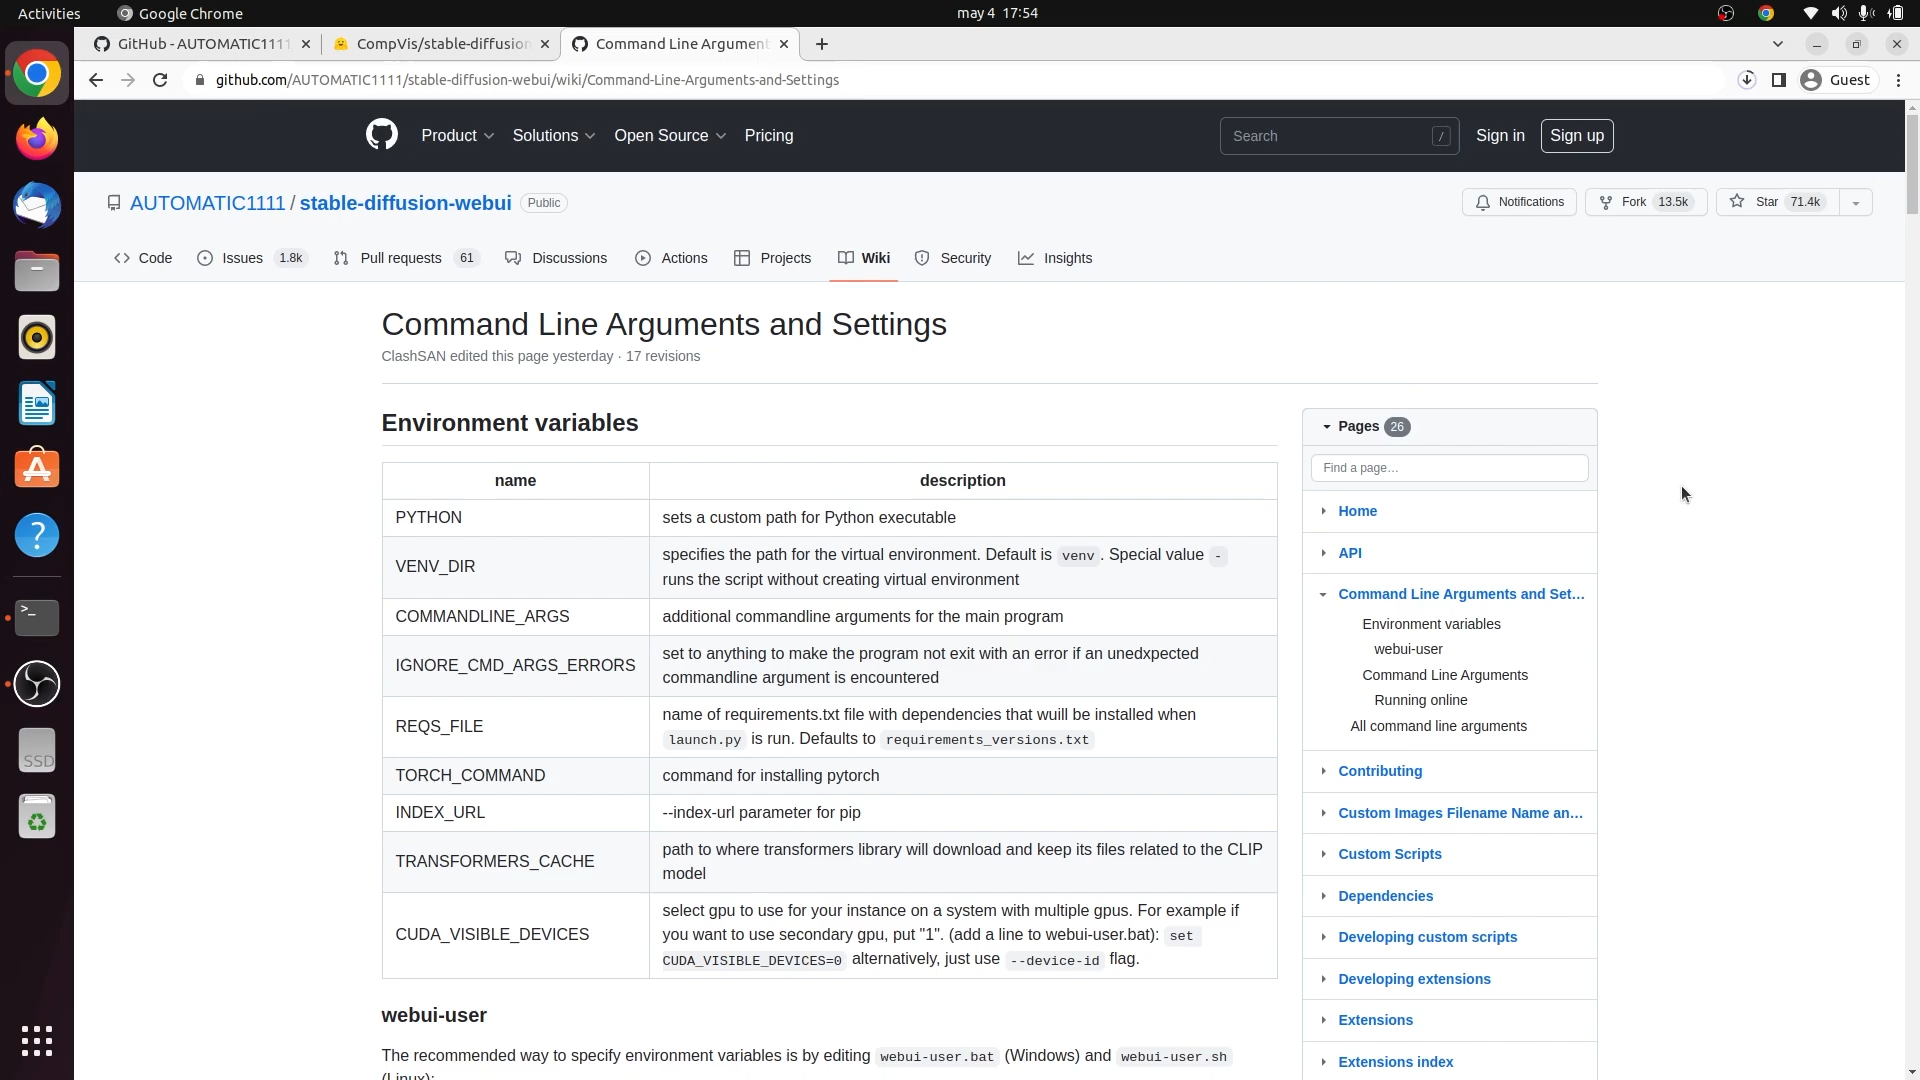 Activities
Google Chrome
may 4 17:54
GitHub - AUTOMATIC1111
CompVis/stable-diffusion
Command Line Argument
github.com/AUTOMATIC1111/stable-diffusion-webui/wiki/Command-Line-Arguments-and-Settings
Guest
Product
Solutions
Open Source
Pricing
Search /
Sign in
Sign up
AUTOMATIC1111 / stable-diffusion-webui Public
Notifications
Fork 13.5k
Star 71.4k
Code
Issues 1.8k
Pull requests 61
Discussions
Actions
Projects
Wiki
Security
Insights
Command Line Arguments and Settings
ClashSAN edited this page yesterday · 17 revisions
Environment variables
name description
PYTHON sets a custom path for Python executable
VENV_DIR
specifies the path for the virtual environment. Default is venv. Special value -
runs the script without creating virtual environment
COMMANDLINE_ARGS additional commandline arguments for the main program
IGNORE_CMD_ARGS_ERRORS
set to anything to make the program not exit with an error if an unedxpected
commandline argument is encountered
REQS_FILE
name of requirements.txt file with dependencies that wuill be installed when
launch.py is run. Defaults to requirements_versions.txt
TORCH_COMMAND command for installing pytorch
INDEX_URL --index-url parameter for pip
TRANSFORMERS_CACHE
path to where transformers library will download and keep its files related to the CLIP
model
CUDA_VISIBLE_DEVICES
select gpu to use for your instance on a system with multiple gpus. For example if
you want to use secondary gpu, put "1". (add a line to webui-user.bat): set
CUDA_VISIBLE_DEVICES=0 alternatively, just use --device-id flag.
webui-user
The recommended way to specify environment variables is by editing webui-user.bat (Windows) and webui-user.sh
(Linux):
Pages 26
Find a page…
Home
API
Command Line Arguments and Set…
Environment variables
webui-user
Command Line Arguments
Running online
All command line arguments
Contributing
Custom Images Filename Name an…
Custom Scripts
Dependencies
Developing custom scripts
Developing extensions
Extensions
Extensions index
SSD